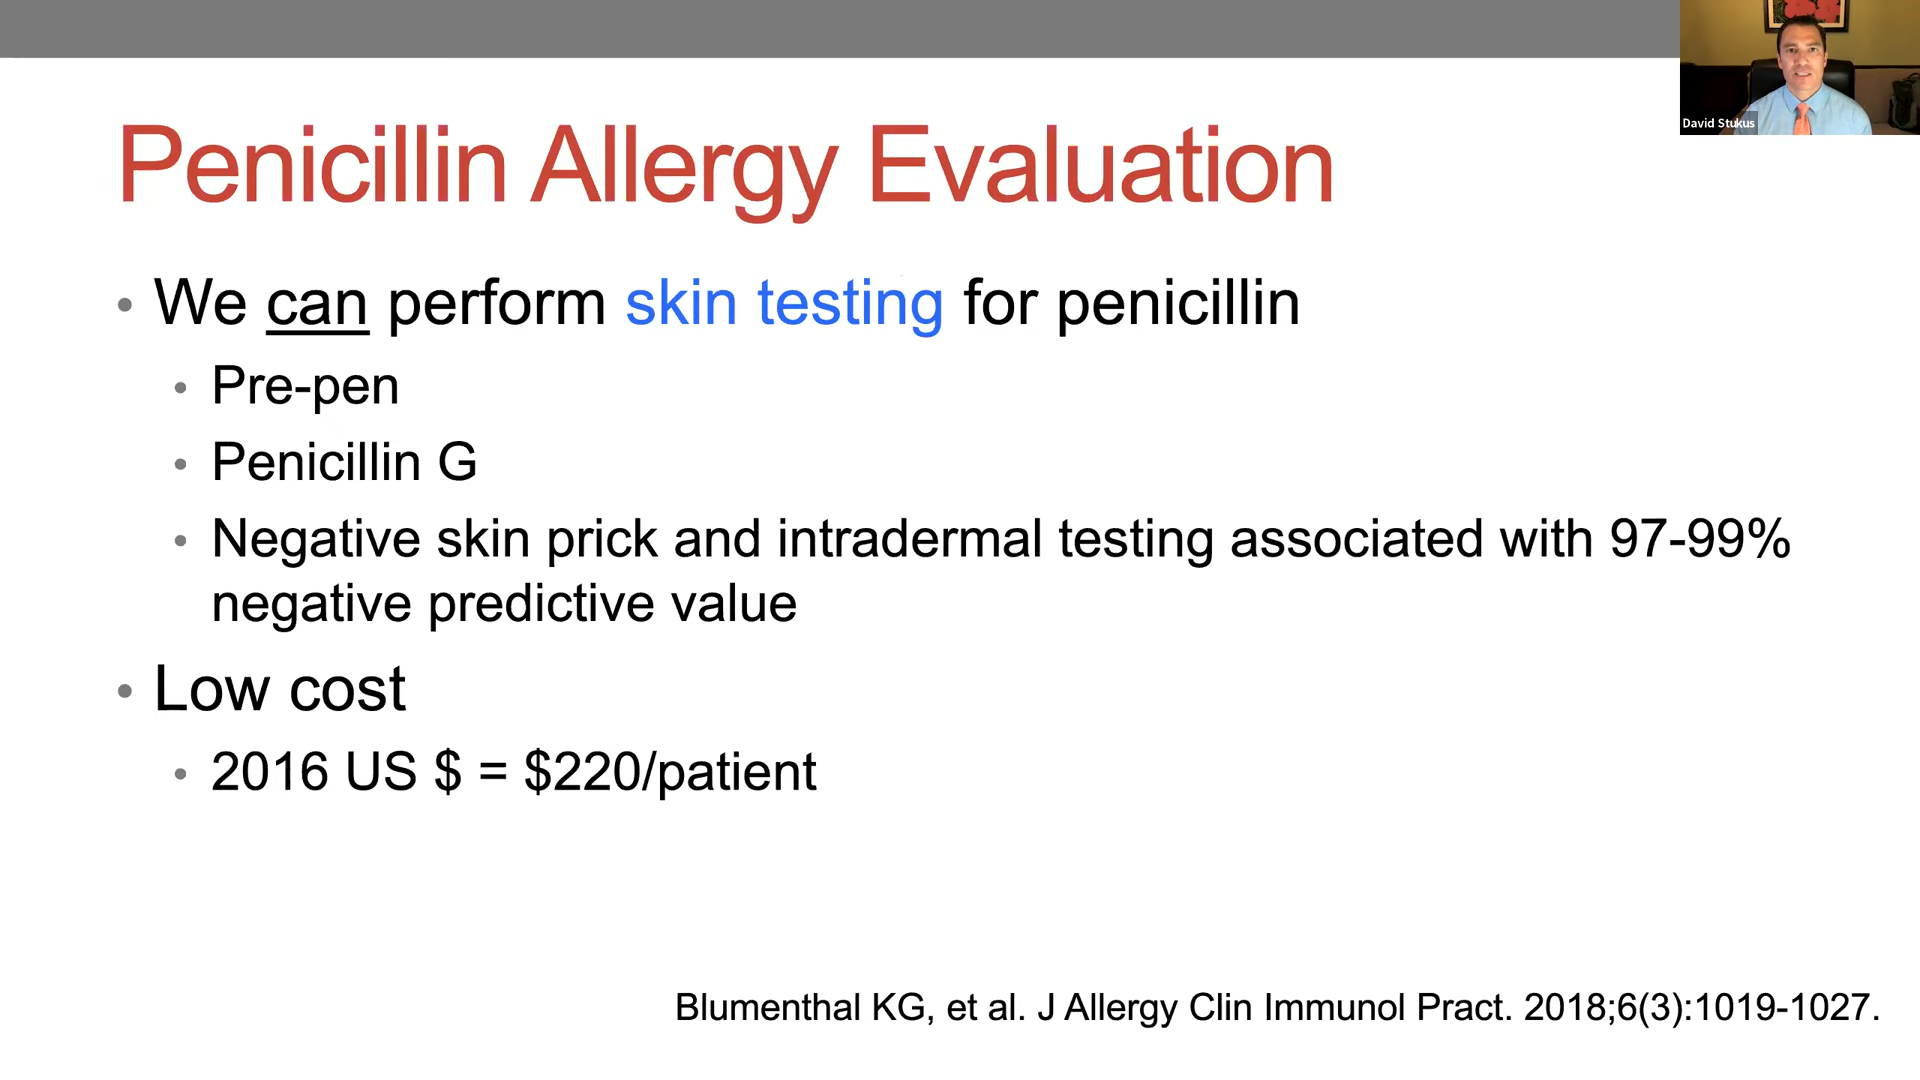 David Stukus
Penicillin Allergy Evaluation
• We can perform skin testing for penicillin
• Pre-pen
• Penicillin G
• Negative skin prick and intradermal testing associated with 97-99%
negative predictive value
• Low cost
• 2016 US $ = $220/patient
Blumenthal KG, et al. J Allergy Clin Immunol Pract. 2018;6(3):1019-1027.